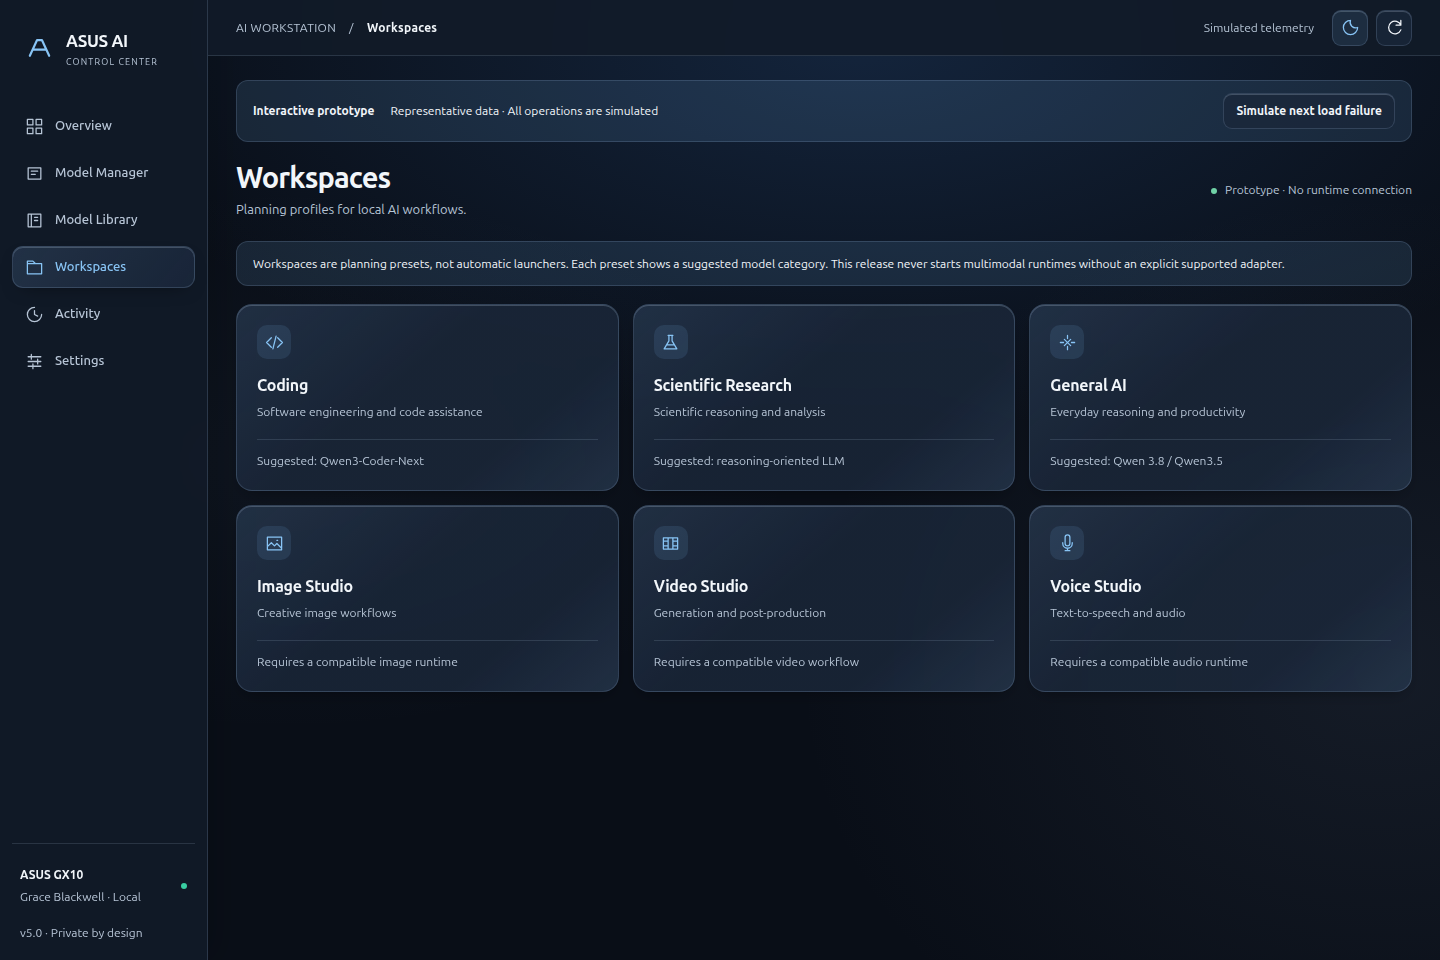 ASUS AI
CONTROL CENTER
Overview
Model Manager
Model Library
Workspaces
Activity
Settings
ASUS GX10
Grace Blackwell · Local
v5.0 · Private by design
AI WORKSTATION / Workspaces
Simulated telemetry
Interactive prototype Representative data · All operations are simulated
Simulate next load failure
Workspaces
Planning profiles for local AI workflows.
Prototype · No runtime connection
Workspaces are planning presets, not automatic launchers. Each preset shows a suggested model category. This release never starts multimodal runtimes without an explicit supported adapter.
Coding
Software engineering and code assistance
Suggested: Qwen3-Coder-Next
Scientific Research
Scientific reasoning and analysis
Suggested: reasoning-oriented LLM
General AI
Everyday reasoning and productivity
Suggested: Qwen 3.8 / Qwen3.5
Image Studio
Creative image workflows
Requires a compatible image runtime
Video Studio
Generation and post-production
Requires a compatible video workflow
Voice Studio
Text-to-speech and audio
Requires a compatible audio runtime